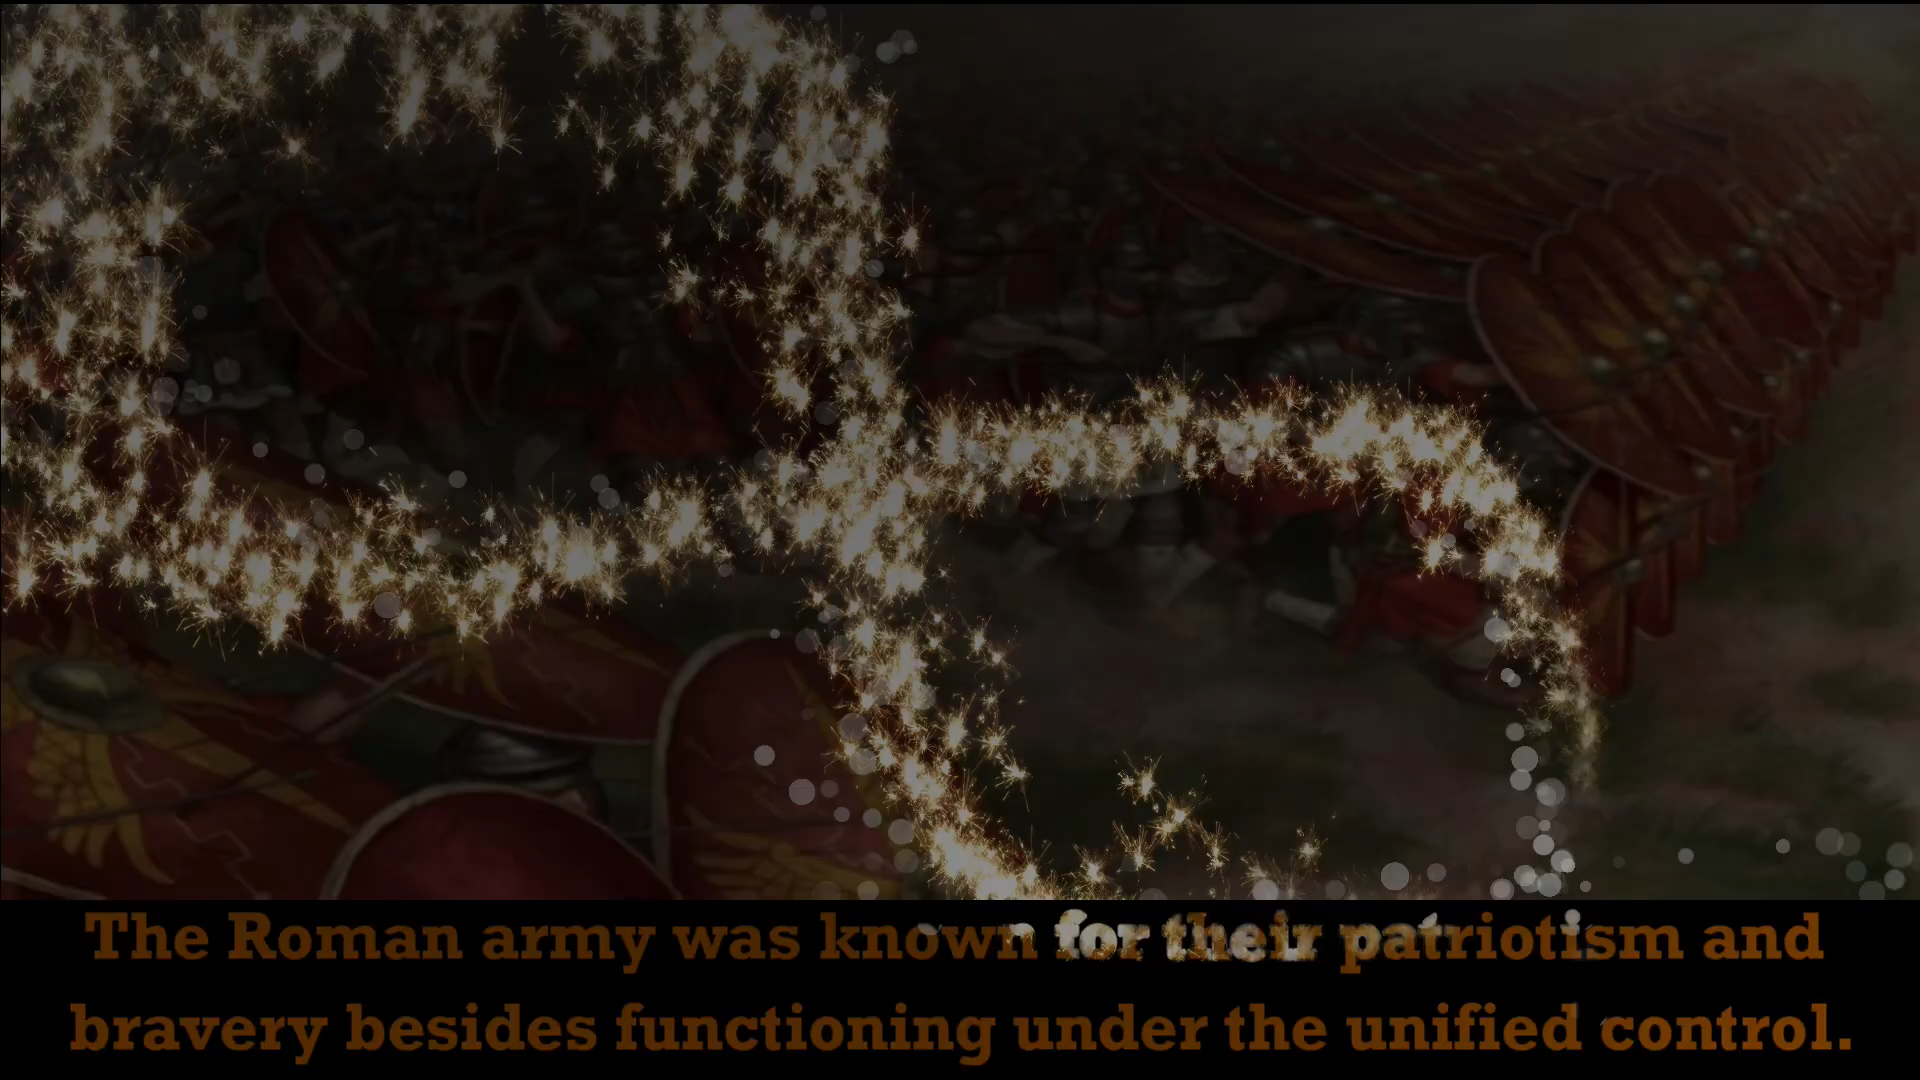 The Roman army was known for their patriotism and
bravery besides functioning under the unified control.